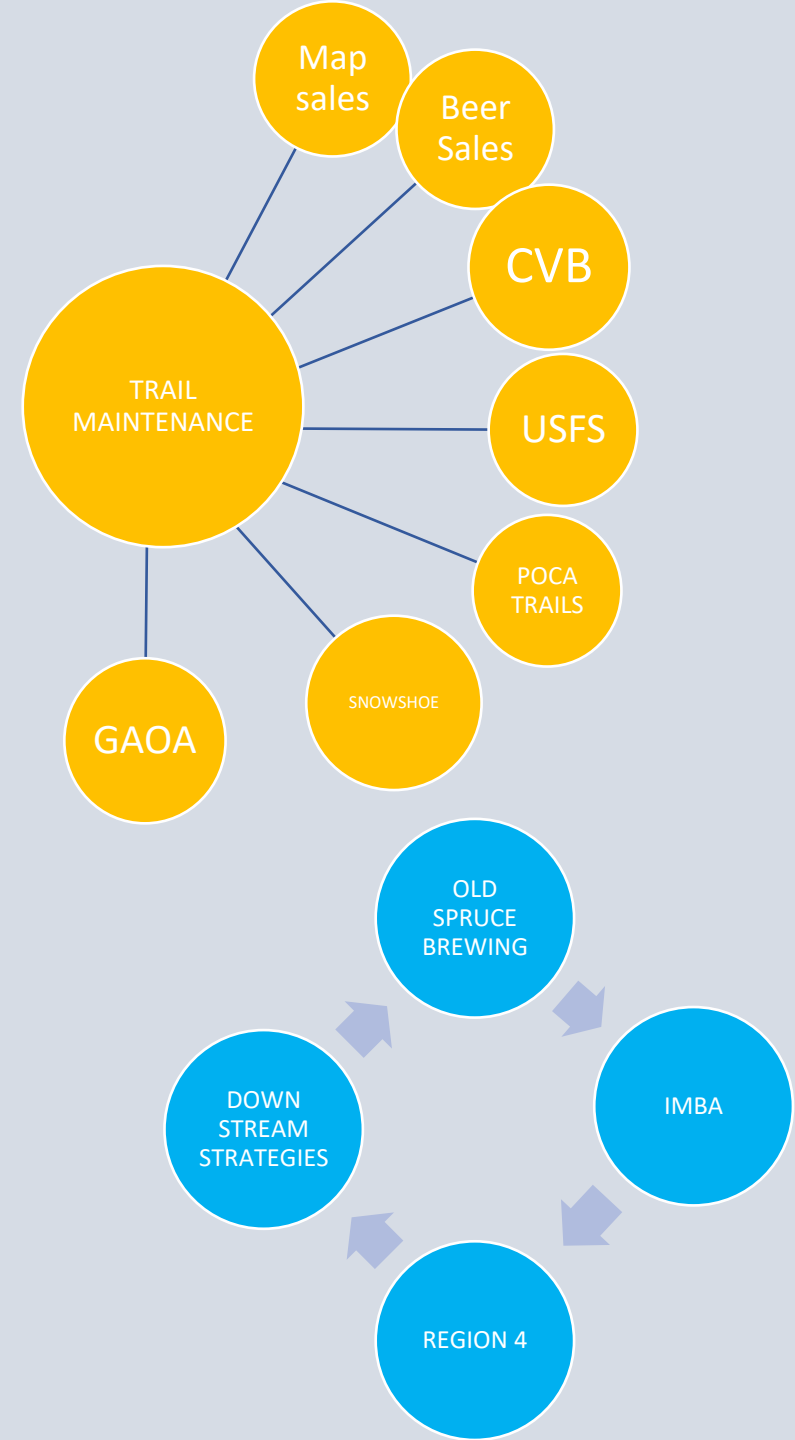 Map
sales
Beer
Sales
CVB
TRAIL
MAINTENANCE
USFS
POCA
TRAILS
SNOWSHOE
GAOA
OLD
SPRUCE
BREWING
IMBA
DOWN
STREAM
STRATEGIES
REGION 4